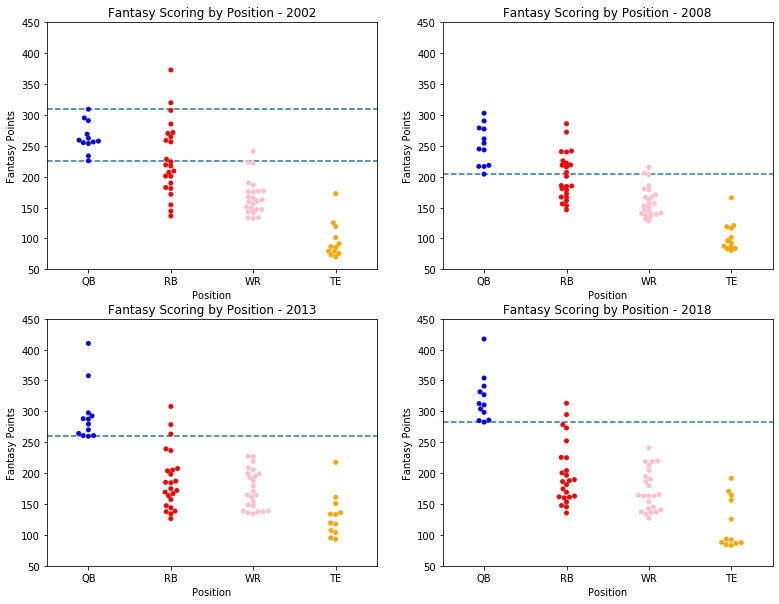 Fantasy Scoring by Position - 2002
450
400
350
300
250
200
150
100
50
Fantasy Points
QB RB WR TE
Position
Fantasy Scoring by Position - 2008
450
400
350
300
250
200
150
100
50
Fantasy Points
QB RB WR TE
Position
Fantasy Scoring by Position - 2013
450
400
350
300
250
200
150
100
50
Fantasy Points
QB RB WR TE
Position
Fantasy Scoring by Position - 2018
450
400
350
300
250
200
150
100
50
Fantasy Points
QB RB WR TE
Position